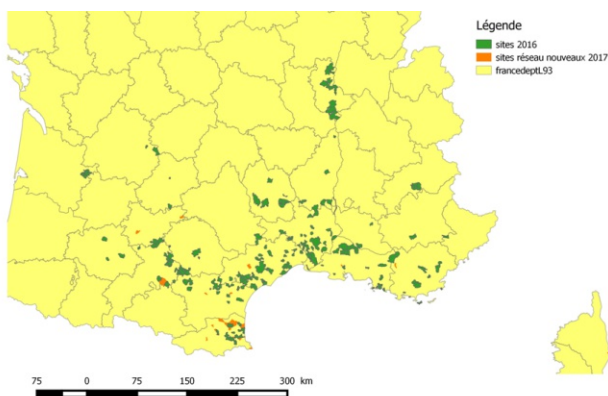 Légende
sites 2016
sites réseau nouveaux 2017
francedeptL93
75 0 75 150 225 300 km